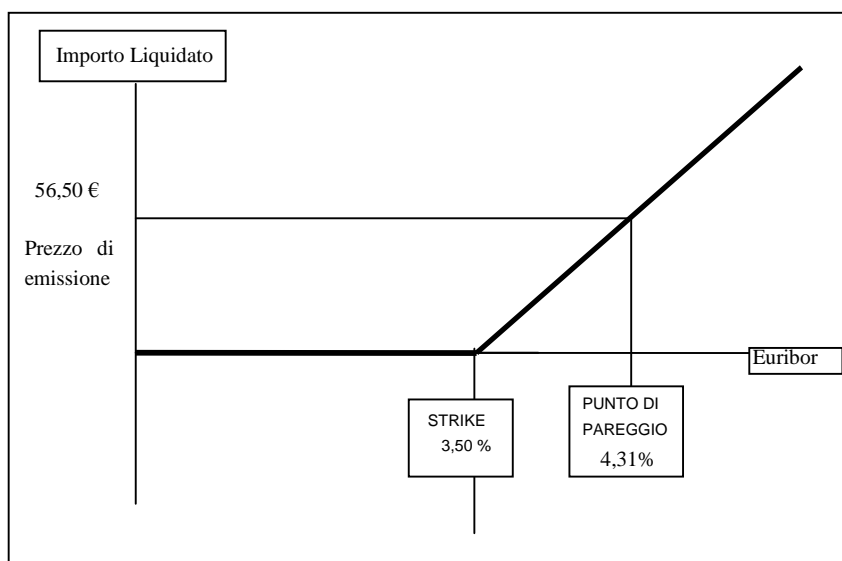 Importo Liquidato
56,50 €
Prezzo di
emissione
Euribor
STRIKE
3,50 %
PUNTO DI
PAREGGIO
4,31%